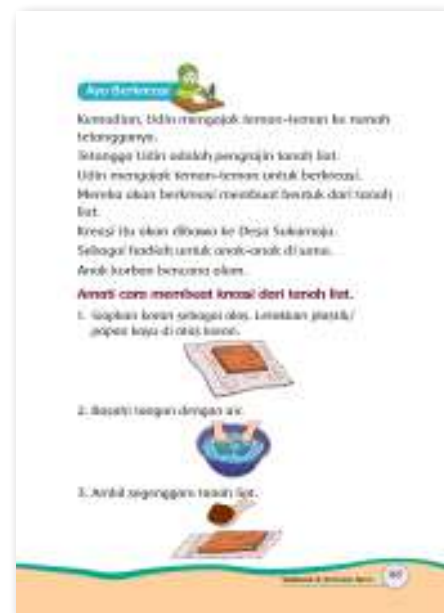 Ayo Berkreasi
Kemudian, Udin mengajak teman-teman ke rumah
tetangganya.
Tetangga Udin adalah pengrajin tanah liat.
Udin mengajak teman-teman untuk berkreasi.
Mereka akan berkreasi membuat bentuk dari tanah
liat.
Kreasi itu akan dibawa ke Desa Sukamaju.
Sebagai hadiah untuk anak-anak di sana.
Anak korban bencana alam.
Amati cara membuat kreasi dari tanah liat.
1. Siapkan koran sebagai alas. Letakkan plastik/
papan kayu di atas koran.
2. Basahi tangan dengan air.
3. Ambil segenggam tanah liat.